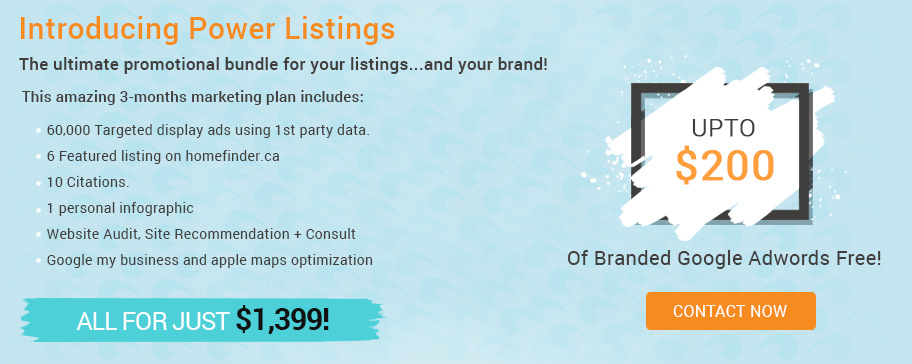 Introducing Power Listings
The ultimate promotional bundle for your listings...and your brand!
This amazing 3-months marketing plan includes:
60,000 Targeted display ads using 1st party data.
6 Featured listing on homefinder.ca
10 Citations.
1 personal infographic
Website Audit, Site Recommendation + Consult
Google my business and apple maps optimization
ALL FOR JUST $1,399!
UPTO
$200
Of Branded Google Adwords Free!
CONTACT NOW